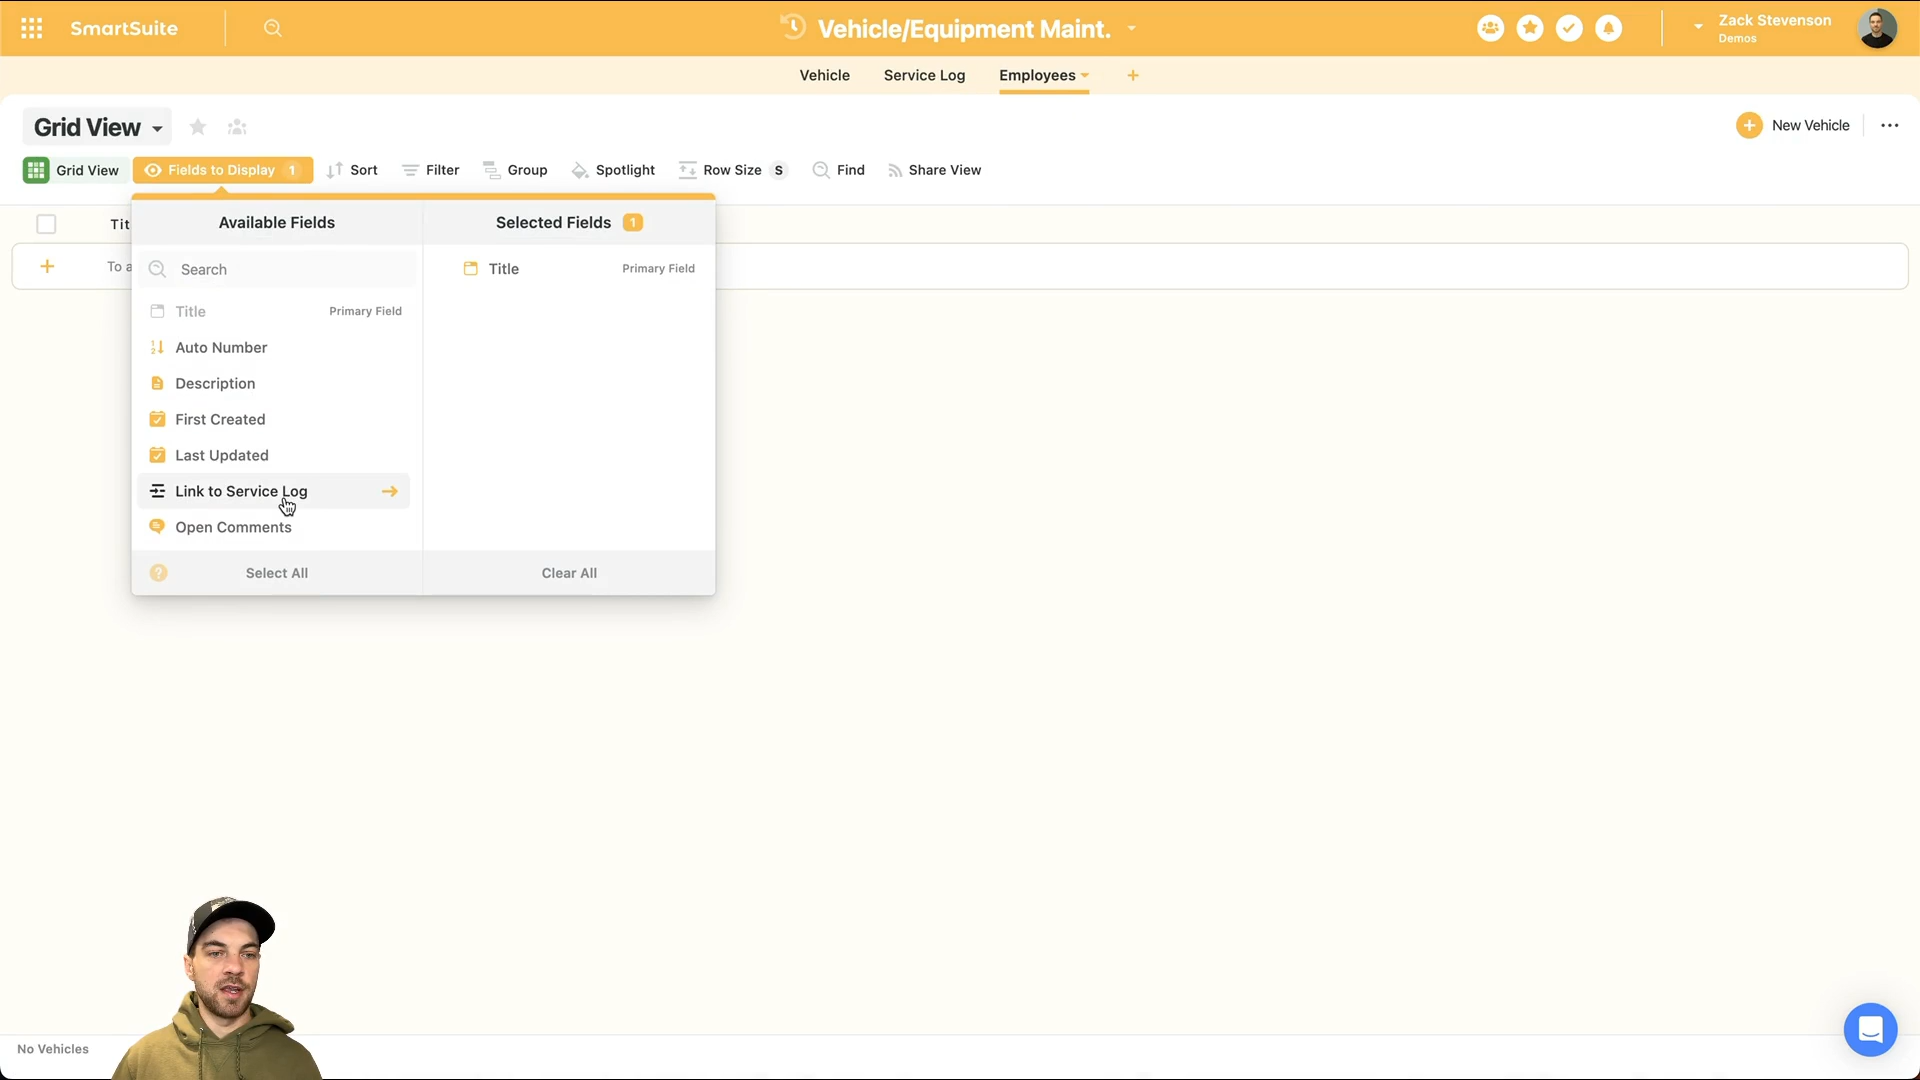 SmartSuite
Vehicle/Equipment Maint.
Zack Stevenson
Demos
Vehicle
Service Log
Employees
+
Grid View
+ New Vehicle
Grid View
Fields to Display 1
Sort
Filter
Group
Spotlight
Row Size S
Find
Share View
Tit
Available Fields
Selected Fields 1
+ To a
Search
Title Primary Field
Title Primary Field
Auto Number
Description
First Created
Last Updated
Link to Service Log
Open Comments
? Select All
Clear All
No Vehicles